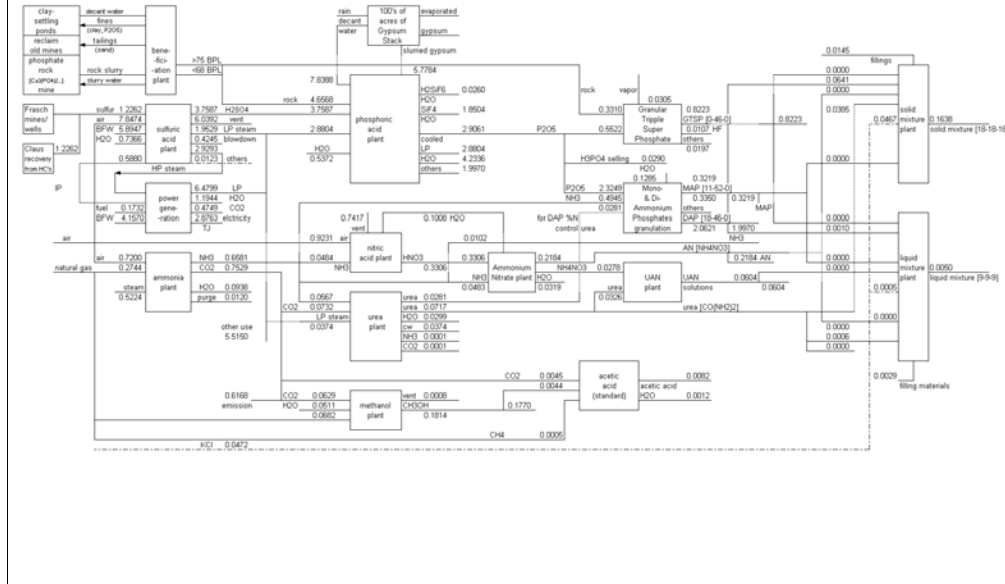 clay-
settling
ponds
reclaim
old mines
phosphate
rock
[Ca3(PO4)2..]
mine
decant water
fines
(clay, P2O5)
tailings
(sand)
rock slurry
slurry water
bene-
fici-
ation
plant
>75 BPL
<68 BPL
rain
decant
water
100's of
acres of
Gypsum
Stack
evaporated
gypsum
slurried gypsum
5.7784
7.8388
rock 4.6568
3.7587
2.8804
H2O
0.5372
phosphoric
acid
plant
H2SiF6 0.0260
H2O
SiF4 1.8504
H2O
2.9061
cooled
LP 2.8804
H2O 4.2336
others 1.9970
Frasch
mines/
wells
Claus
recovery
from HC's
1.2262
sulfur 1.2262
air 7.8474
BFW 5.8947
H2O 0.7366
0.5880
sulfuric
acid
plant
3.7587 H2SO4
6.0392 vent
1.9529 LP steam
0.4245 blowdown
2.9293
0.0123 others
HP steam
IP
fuel 0.1732
BFW 4.1570
power
gene-
ration
6.4799 LP
1.1944 H2O
0.4749 CO2
2.8763 elctricity
TJ
air
0.9231 air
0.7417
vent
0.0484
NH3
nitric
acid plant
0.1008 H2O
0.0102
HNO3 0.3306
air 0.7200
natural gas 0.2744
steam
0.5224
ammonia
plant
NH3 0.6581
CO2 0.7529
H2O 0.0938
purge 0.0120
0.0567
CO2 0.0732
LP steam
0.0374
other use
5.5150
urea
plant
urea 0.0281
urea 0.0717
H2O 0.0299
cw 0.0374
NH3 0.0001
CO2 0.0001
0.3306
NH3
0.0483
Ammonium
Nitrate plant
0.2184
NH4NO3
H2O
0.0319
0.0278
urea
0.0326
UAN
plant
UAN
solutions
0.0604
0.0604
urea [CO(NH2)2]
AN [NH4NO3]
0.2184 AN
rock
vapor
0.3310
P2O5 0.5522
0.0305
Granular
Tripple
Super
Phosphate
0.8223
GTSP [0-46-0]
0.0107 HF
others
0.0197
0.8223
H3PO4 selling 0.0290
H2O
0.1285
P2O5 2.3249
NH3 0.4945
0.0281
for DAP %N
control urea
Mono-
& Di-
Ammonium
Phosphates
granulation
0.3219
MAP [11-52-0]
0.3350
others
DAP [18-46-0]
2.0621
0.3219
MAP
1.9970
NH3
0.0145
fillings
0.0000
0.0641
0.0000
0.0385
0.0467
0.0000
solid
mixture
plant
0.1638
solid mixture [18-18-18]
0.0000
0.0010
0.0000
0.0000
0.0005
0.0000
0.0000
0.0006
0.0000
liquid
mixture
plant
0.0050
liquid mixture [9-9-9]
0.0029
filling materials
CO2 0.0045
0.0044
acetic
acid
(standard)
0.0082
acetic acid
H2O 0.0012
0.6168
emission
CO2 0.0629
H2O 0.0511
0.0682
methanol
plant
vent 0.0008
CH3OH
0.1814
0.1770
CH4 0.0005
KCl 0.0472